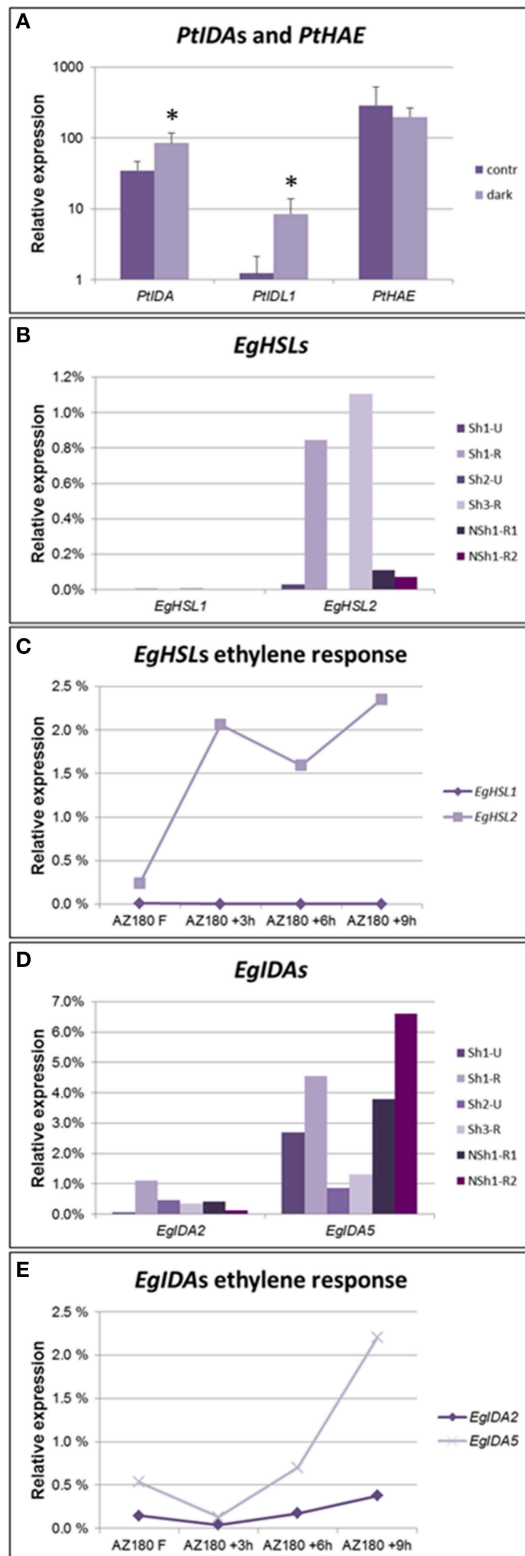 A
PtIDAs and PtHAE
Relative expression
1000
100
10
1
*
*
PtIDA
PtIDL1
PtHAE
contr
dark
B
EgHSLs
Relative expression
1.2%
1.0%
0.8%
0.6%
0.4%
0.2%
0.0%
EgHSL1
EgHSL2
Sh1-U
Sh1-R
Sh2-U
Sh3-R
NSh1-R1
NSh1-R2
C
EgHSLs ethylene response
Relative expression
2.5 %
2.0 %
1.5 %
1.0 %
0.5 %
0.0 %
AZ180 F
AZ180 +3h
AZ180 +6h
AZ180 +9h
EgHSL1
EgHSL2
D
EgIDAs
Relative expression
7.0%
6.0%
5.0%
4.0%
3.0%
2.0%
1.0%
0.0%
EgIDA2
EgIDA5
Sh1-U
Sh1-R
Sh2-U
Sh3-R
NSh1-R1
NSh1-R2
E
EgIDAs ethylene response
Relative expression
2.5 %
2.0 %
1.5 %
1.0 %
0.5 %
0.0 %
AZ180 F
AZ180 +3h
AZ180 +6h
AZ180 +9h
EgIDA2
EgIDA5